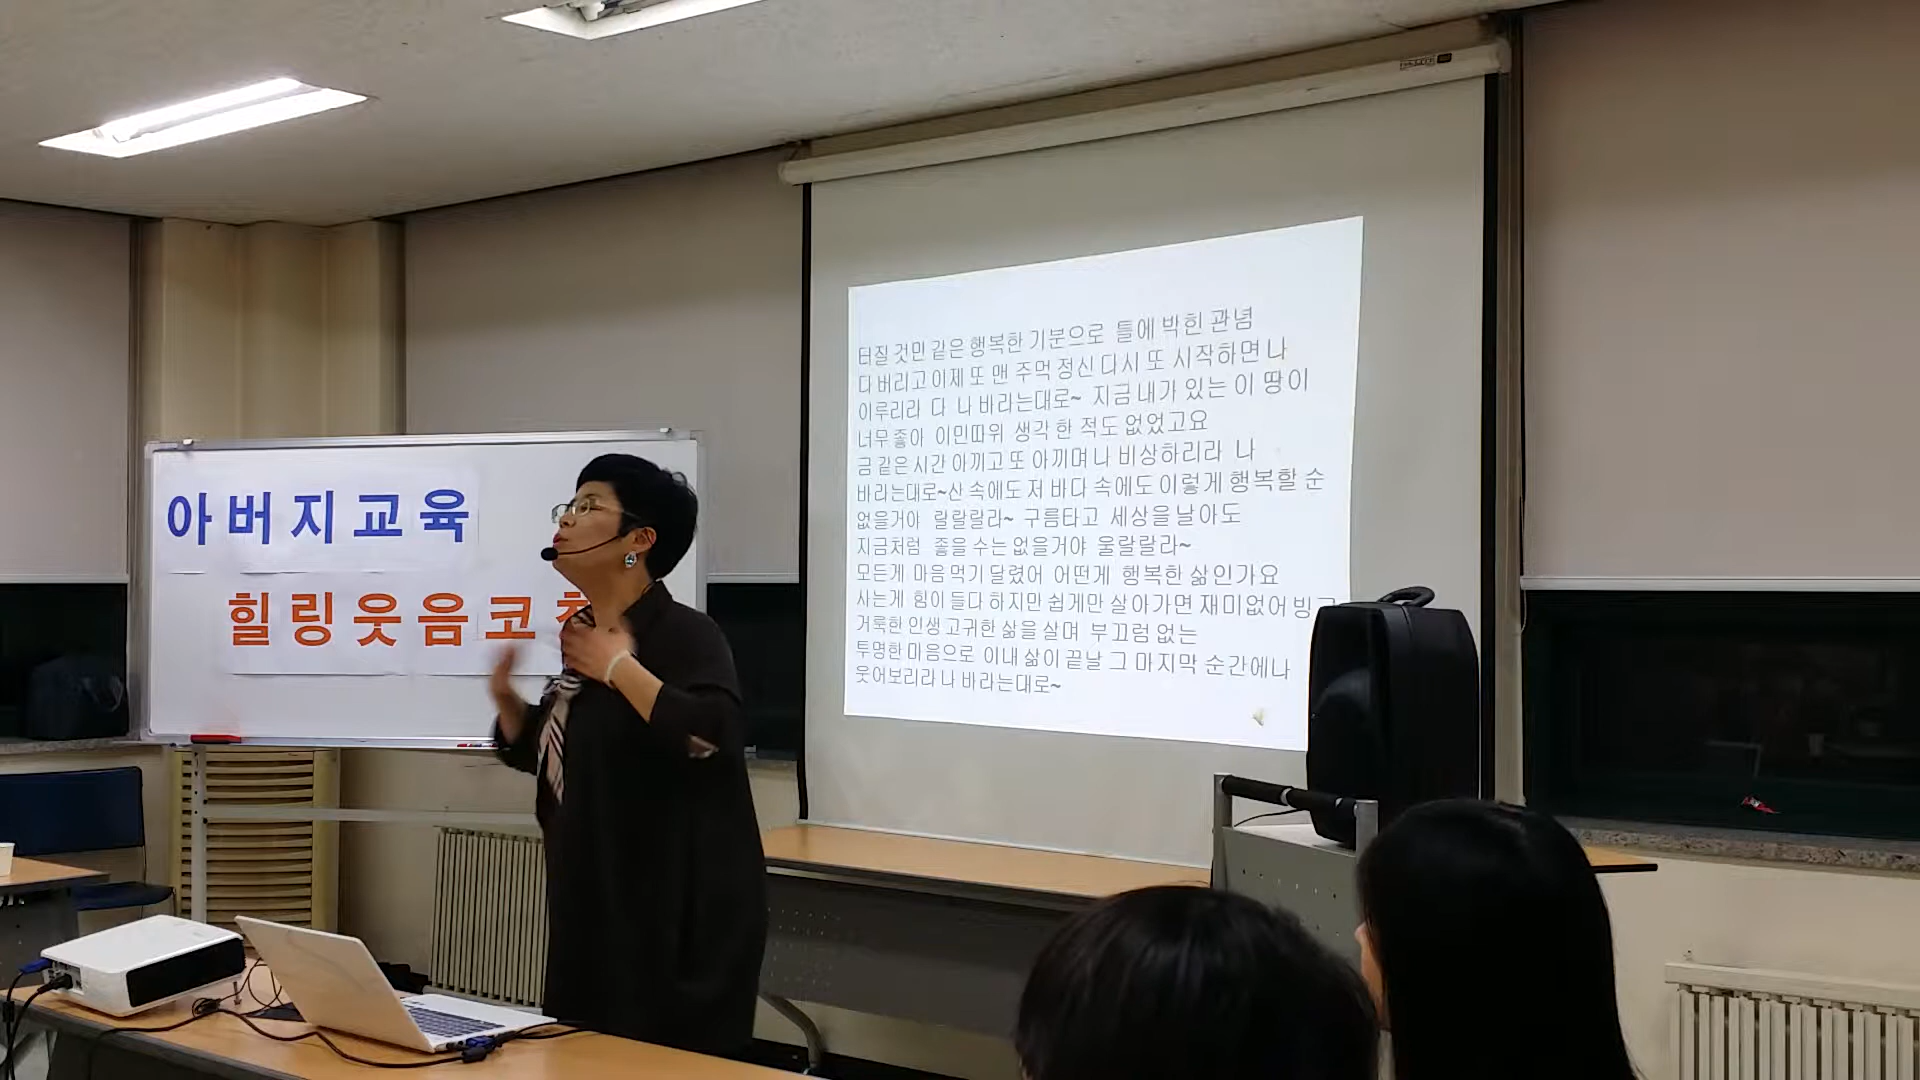 아버지교육
힐링웃음코
터질 것민 같은 행복한 기분으로 틀에 박힌 관념
다 버리고 이제 또 맨 주먹 정신 다시 또 시작하면 나
이루리라 다 나 바라는대로~ 지금 내가 있는 이 땅이
너무 좋아 이민따위 생각 한 적도 없었고요
금 같은 시간 아끼고 또 아끼며 나 비상하리라 나
바라는대로~산 속에도 저 바다 속에도 이렇게 행복할 순
없을거야 랄랄랄라~ 구름타고 세상을 날아도
지금처럼 좋을 수는 없을거야 울랄랄라~
모든게 마음 먹기 달렸어 어떤게 행복한 삶인가요
사는게 힘이 들다 하지만 쉽게만 살아가면 재미없어 빙
거룩한 인생 고귀한 삶을 살며 부끄럼 없는
투명한 마음으로 이내 삶이 끝날 그 마지막 순간에나
웃어보리라 나 바라는대로~